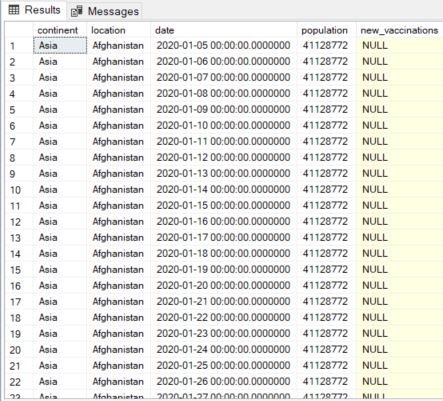 Results Messages
continent location date population new_vaccinations
1 Asia Afghanistan 2020-01-05 00:00:00.0000000 41128772 NULL
2 Asia Afghanistan 2020-01-06 00:00:00.0000000 41128772 NULL
3 Asia Afghanistan 2020-01-07 00:00:00.0000000 41128772 NULL
4 Asia Afghanistan 2020-01-08 00:00:00.0000000 41128772 NULL
5 Asia Afghanistan 2020-01-09 00:00:00.0000000 41128772 NULL
6 Asia Afghanistan 2020-01-10 00:00:00.0000000 41128772 NULL
7 Asia Afghanistan 2020-01-11 00:00:00.0000000 41128772 NULL
8 Asia Afghanistan 2020-01-12 00:00:00.0000000 41128772 NULL
9 Asia Afghanistan 2020-01-13 00:00:00.0000000 41128772 NULL
10 Asia Afghanistan 2020-01-14 00:00:00.0000000 41128772 NULL
11 Asia Afghanistan 2020-01-15 00:00:00.0000000 41128772 NULL
12 Asia Afghanistan 2020-01-16 00:00:00.0000000 41128772 NULL
13 Asia Afghanistan 2020-01-17 00:00:00.0000000 41128772 NULL
14 Asia Afghanistan 2020-01-18 00:00:00.0000000 41128772 NULL
15 Asia Afghanistan 2020-01-19 00:00:00.0000000 41128772 NULL
16 Asia Afghanistan 2020-01-20 00:00:00.0000000 41128772 NULL
17 Asia Afghanistan 2020-01-21 00:00:00.0000000 41128772 NULL
18 Asia Afghanistan 2020-01-22 00:00:00.0000000 41128772 NULL
19 Asia Afghanistan 2020-01-23 00:00:00.0000000 41128772 NULL
20 Asia Afghanistan 2020-01-24 00:00:00.0000000 41128772 NULL
21 Asia Afghanistan 2020-01-25 00:00:00.0000000 41128772 NULL
22 Asia Afghanistan 2020-01-26 00:00:00.0000000 41128772 NULL
23 Asia Afghanistan 2020-01-27 00:00:00.0000000 41128772 NULL